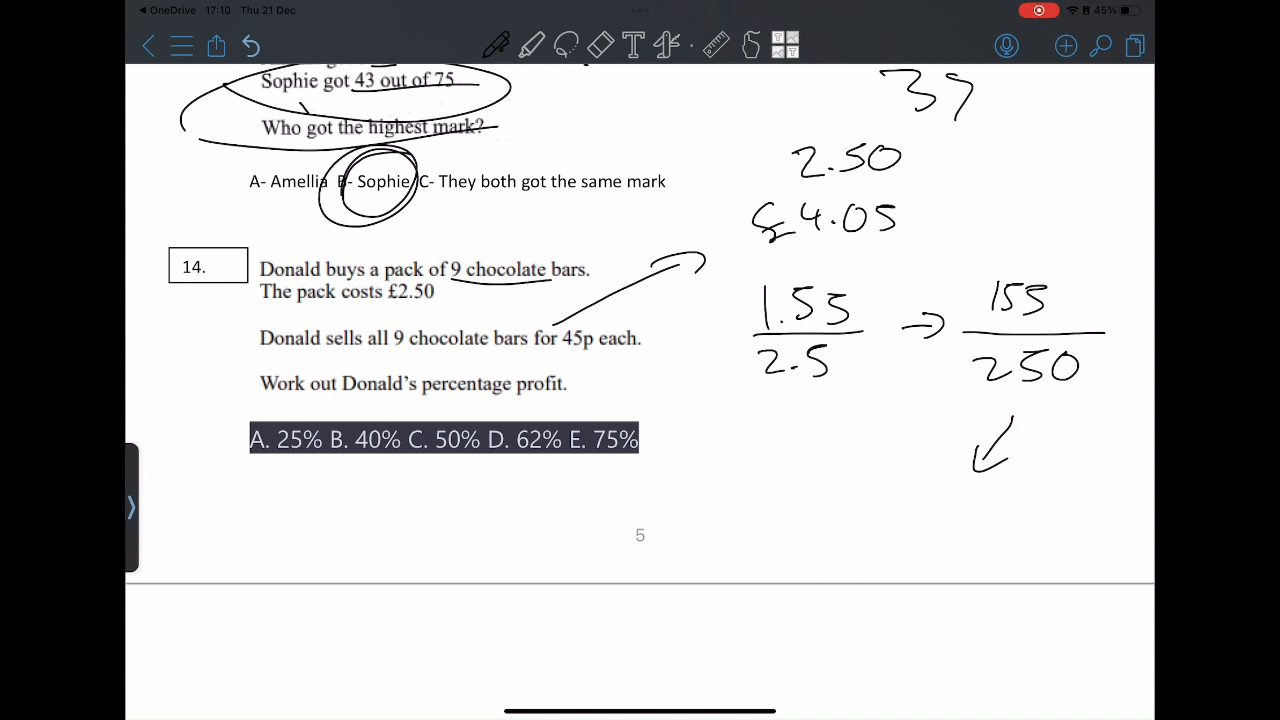 OneDrive 17:10 Thu 21 Dec
45%
Sophie got 43 out of 75
Who got the highest mark?
A- Amellia B- Sophie C- They both got the same mark
39
2.50
£4.05
14.
Donald buys a pack of 9 chocolate bars.
The pack costs £2.50
Donald sells all 9 chocolate bars for 45p each.
Work out Donald's percentage profit.
A. 25% B. 40% C. 50% D. 62% E. 75%
1.55
2.5
155
250
5